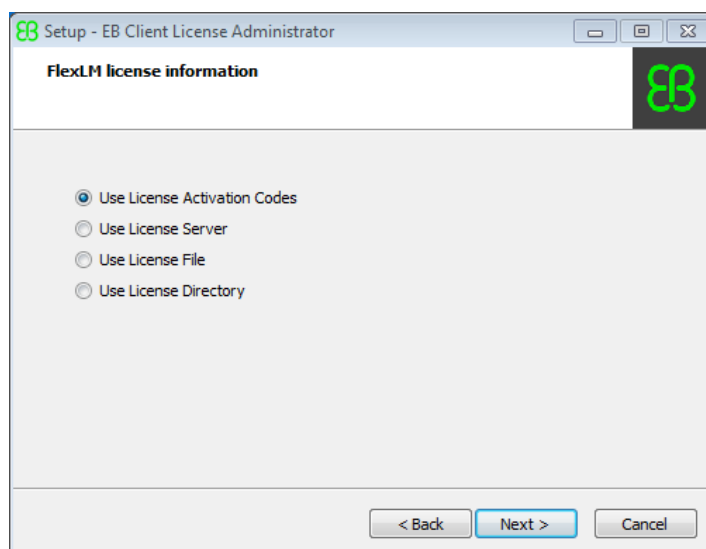 EB Setup - EB Client License Administrator
FlexLM license information
EB
Use License Activation Codes
Use License Server
Use License File
Use License Directory
< Back Next > Cancel